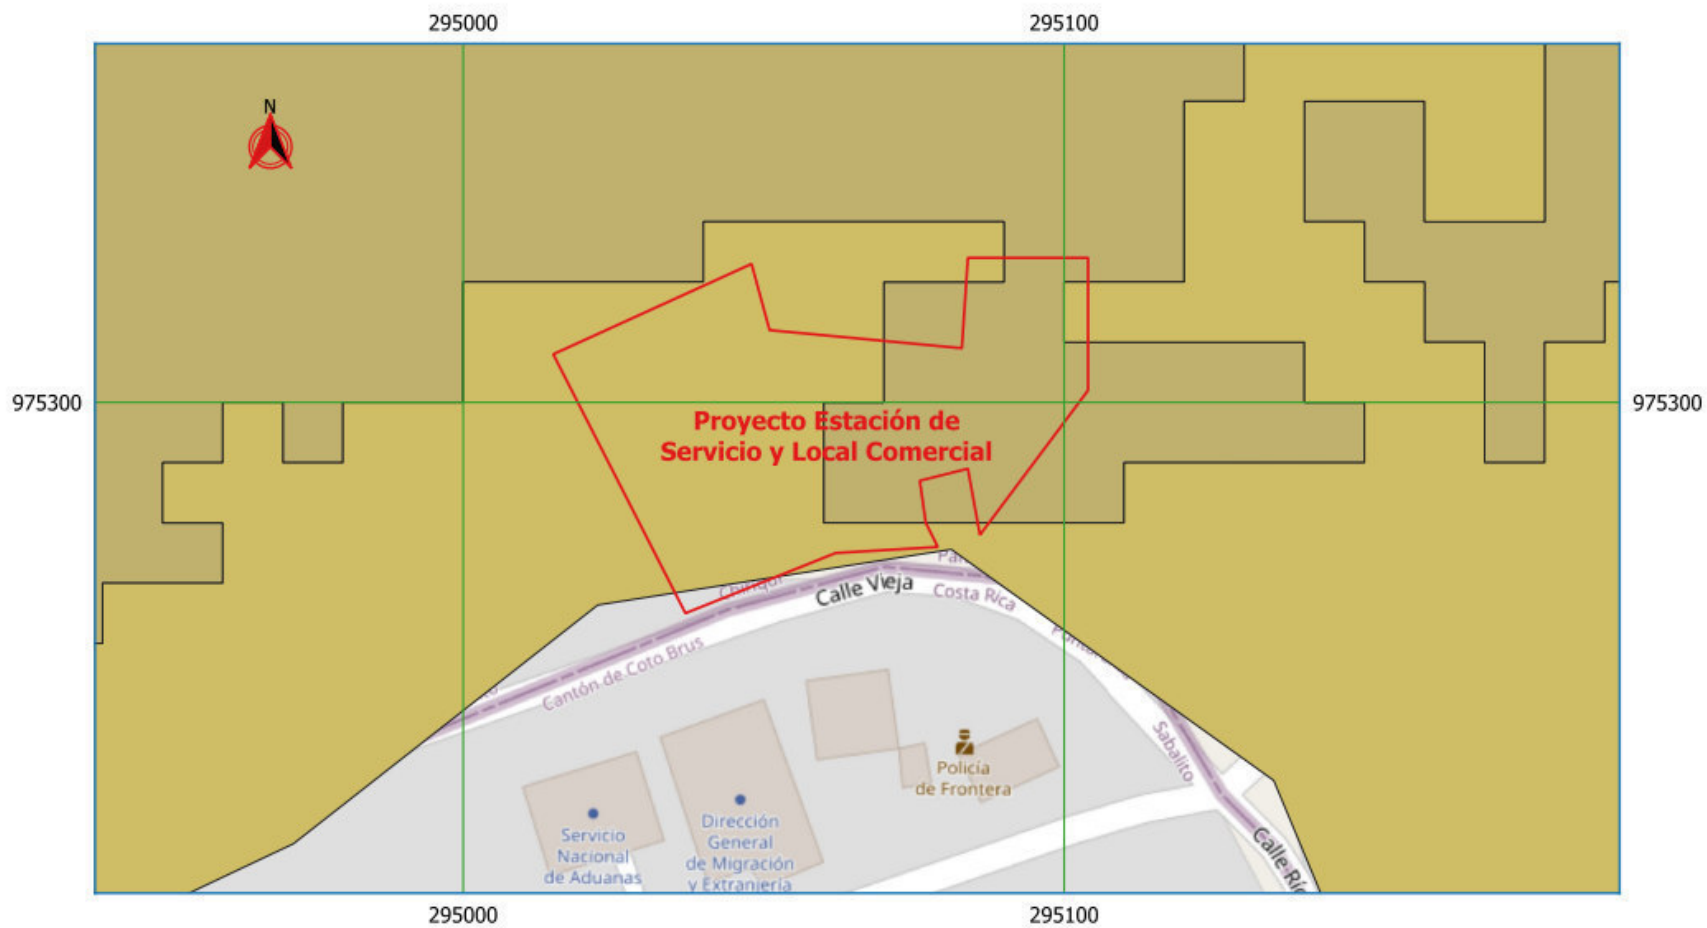 295000
295100
N
975300
975300
Proyecto Estación de
Servicio y Local Comercial
Calle Vieja
Costa Rica
Cantón de Coto Brus
Sabalito
Policía
de Frontera
Servicio
Nacional
de Aduanas
Dirección
General
de Migración
y Extranjería
295000
295100